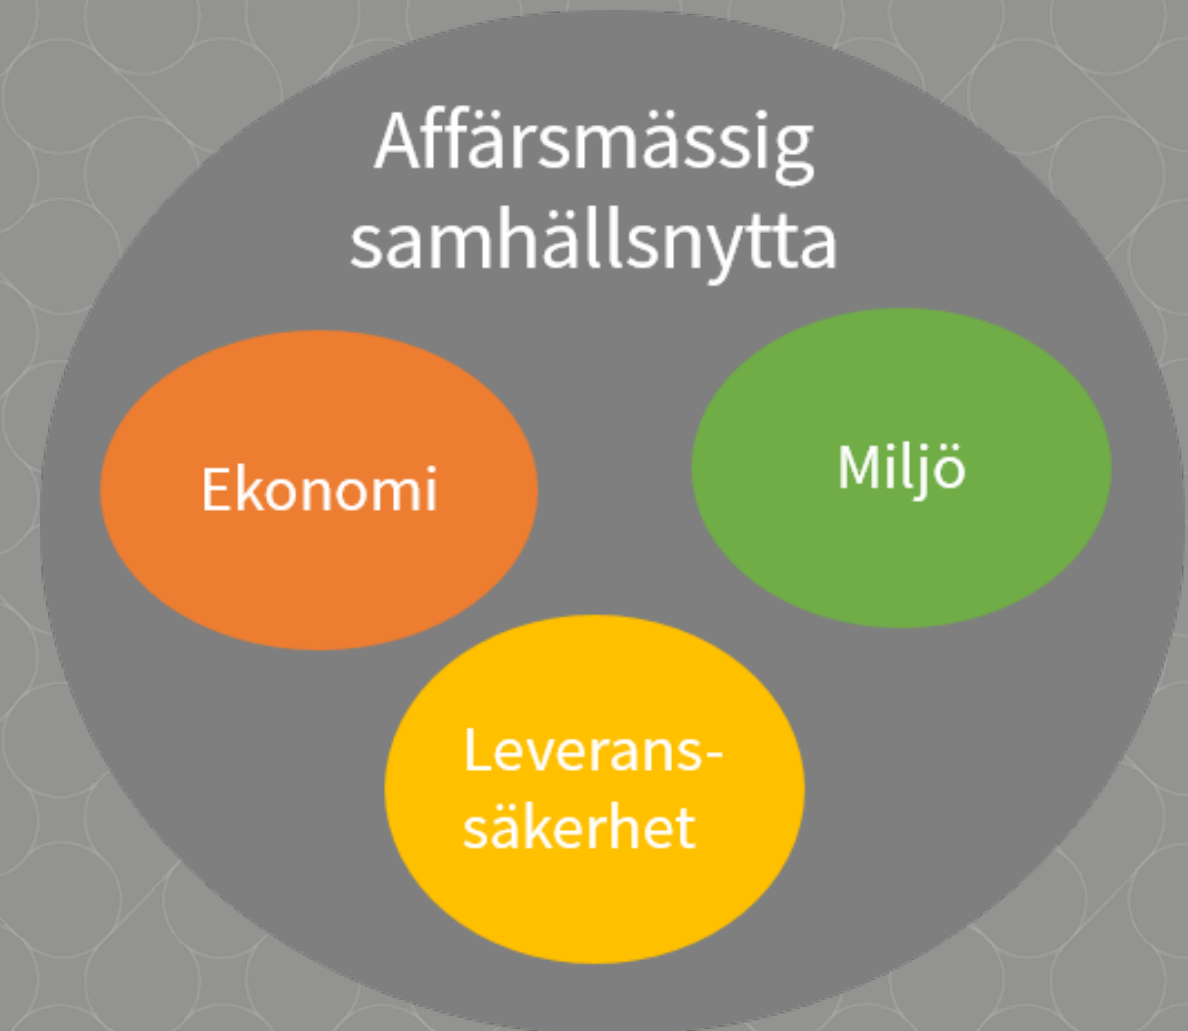 Affärsmässig
samhällsnytta
Ekonomi
Miljö
Leverans-
säkerhet